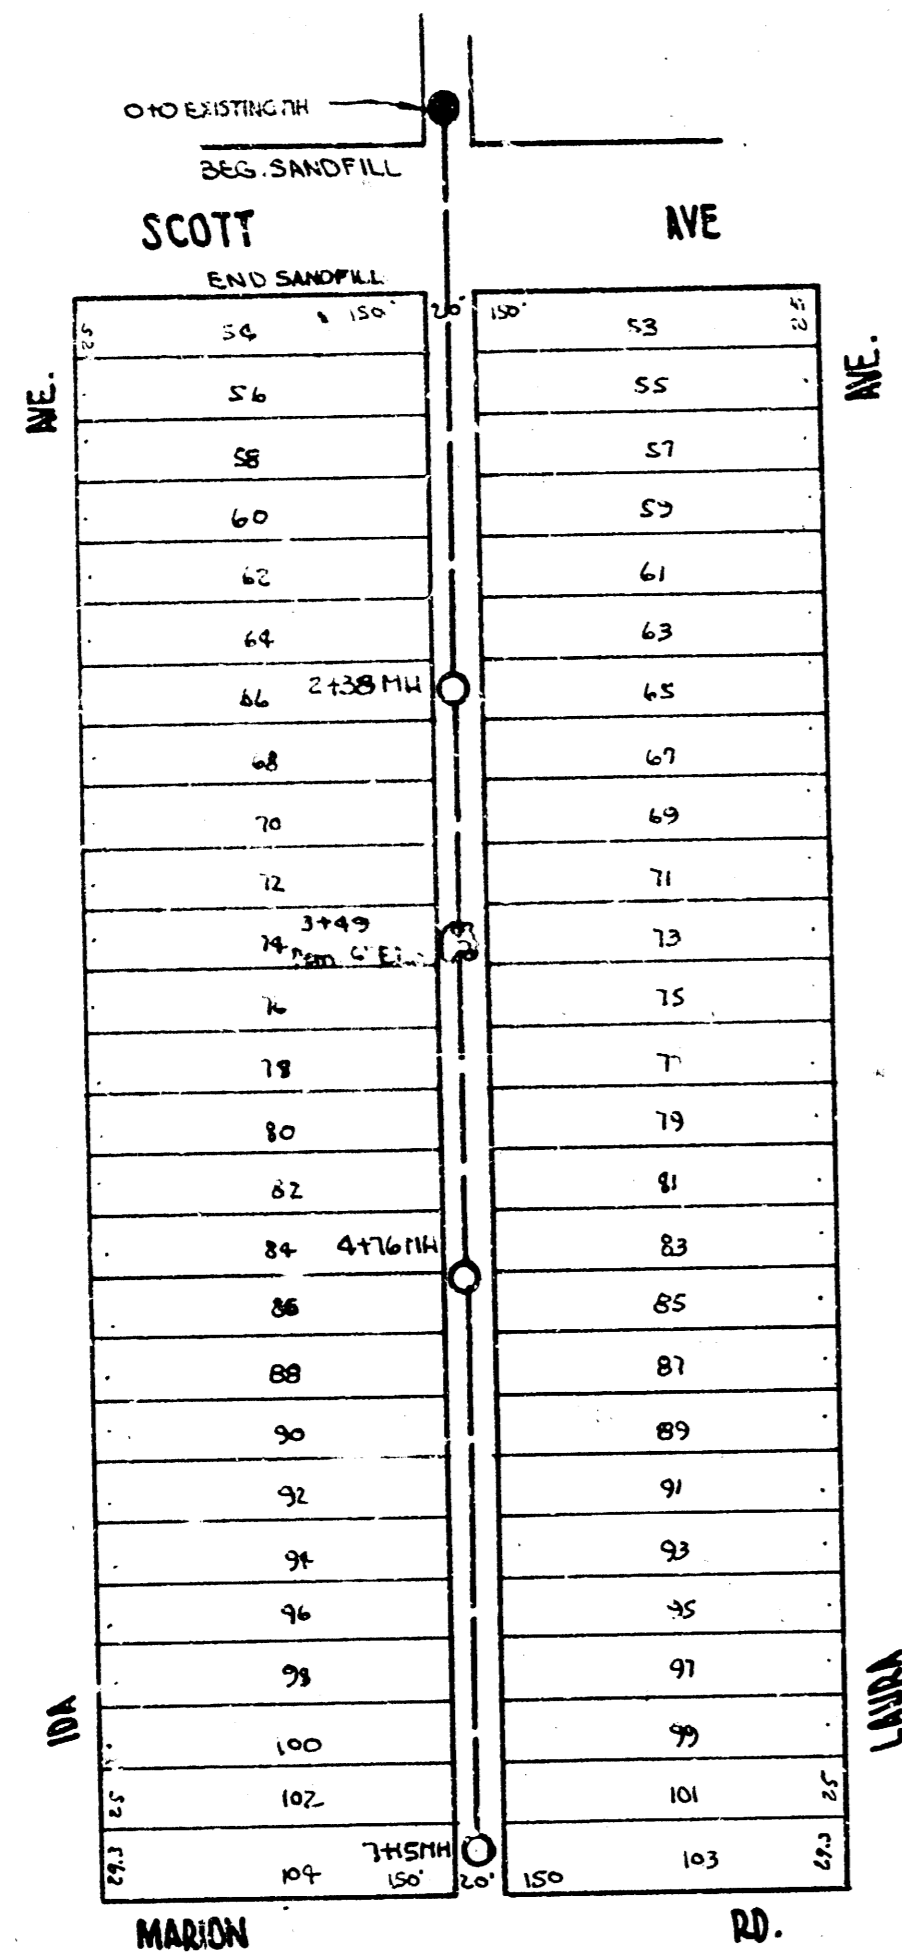 0+0 EXISTING MH
BEG. SANDFILL
SCOTT AVE
END SANDFILL
25 54 150' 20' 150' 53 25
AVE. AVE.
56 55
58 57
60 59
62 61
64 63
66 2+38 MH 65
68 67
70 69
72 71
3+49
74 73
76 75
78 77
80 79
82 81
84 4+76 MH 83
86 85
88 87
90 89
92 91
94 93
96 95
98 97
IDA LAURA
100 99
25 102 101 25
7+15 MH
29.3 104 150' 20' 150 103 29.3
MARION RD.